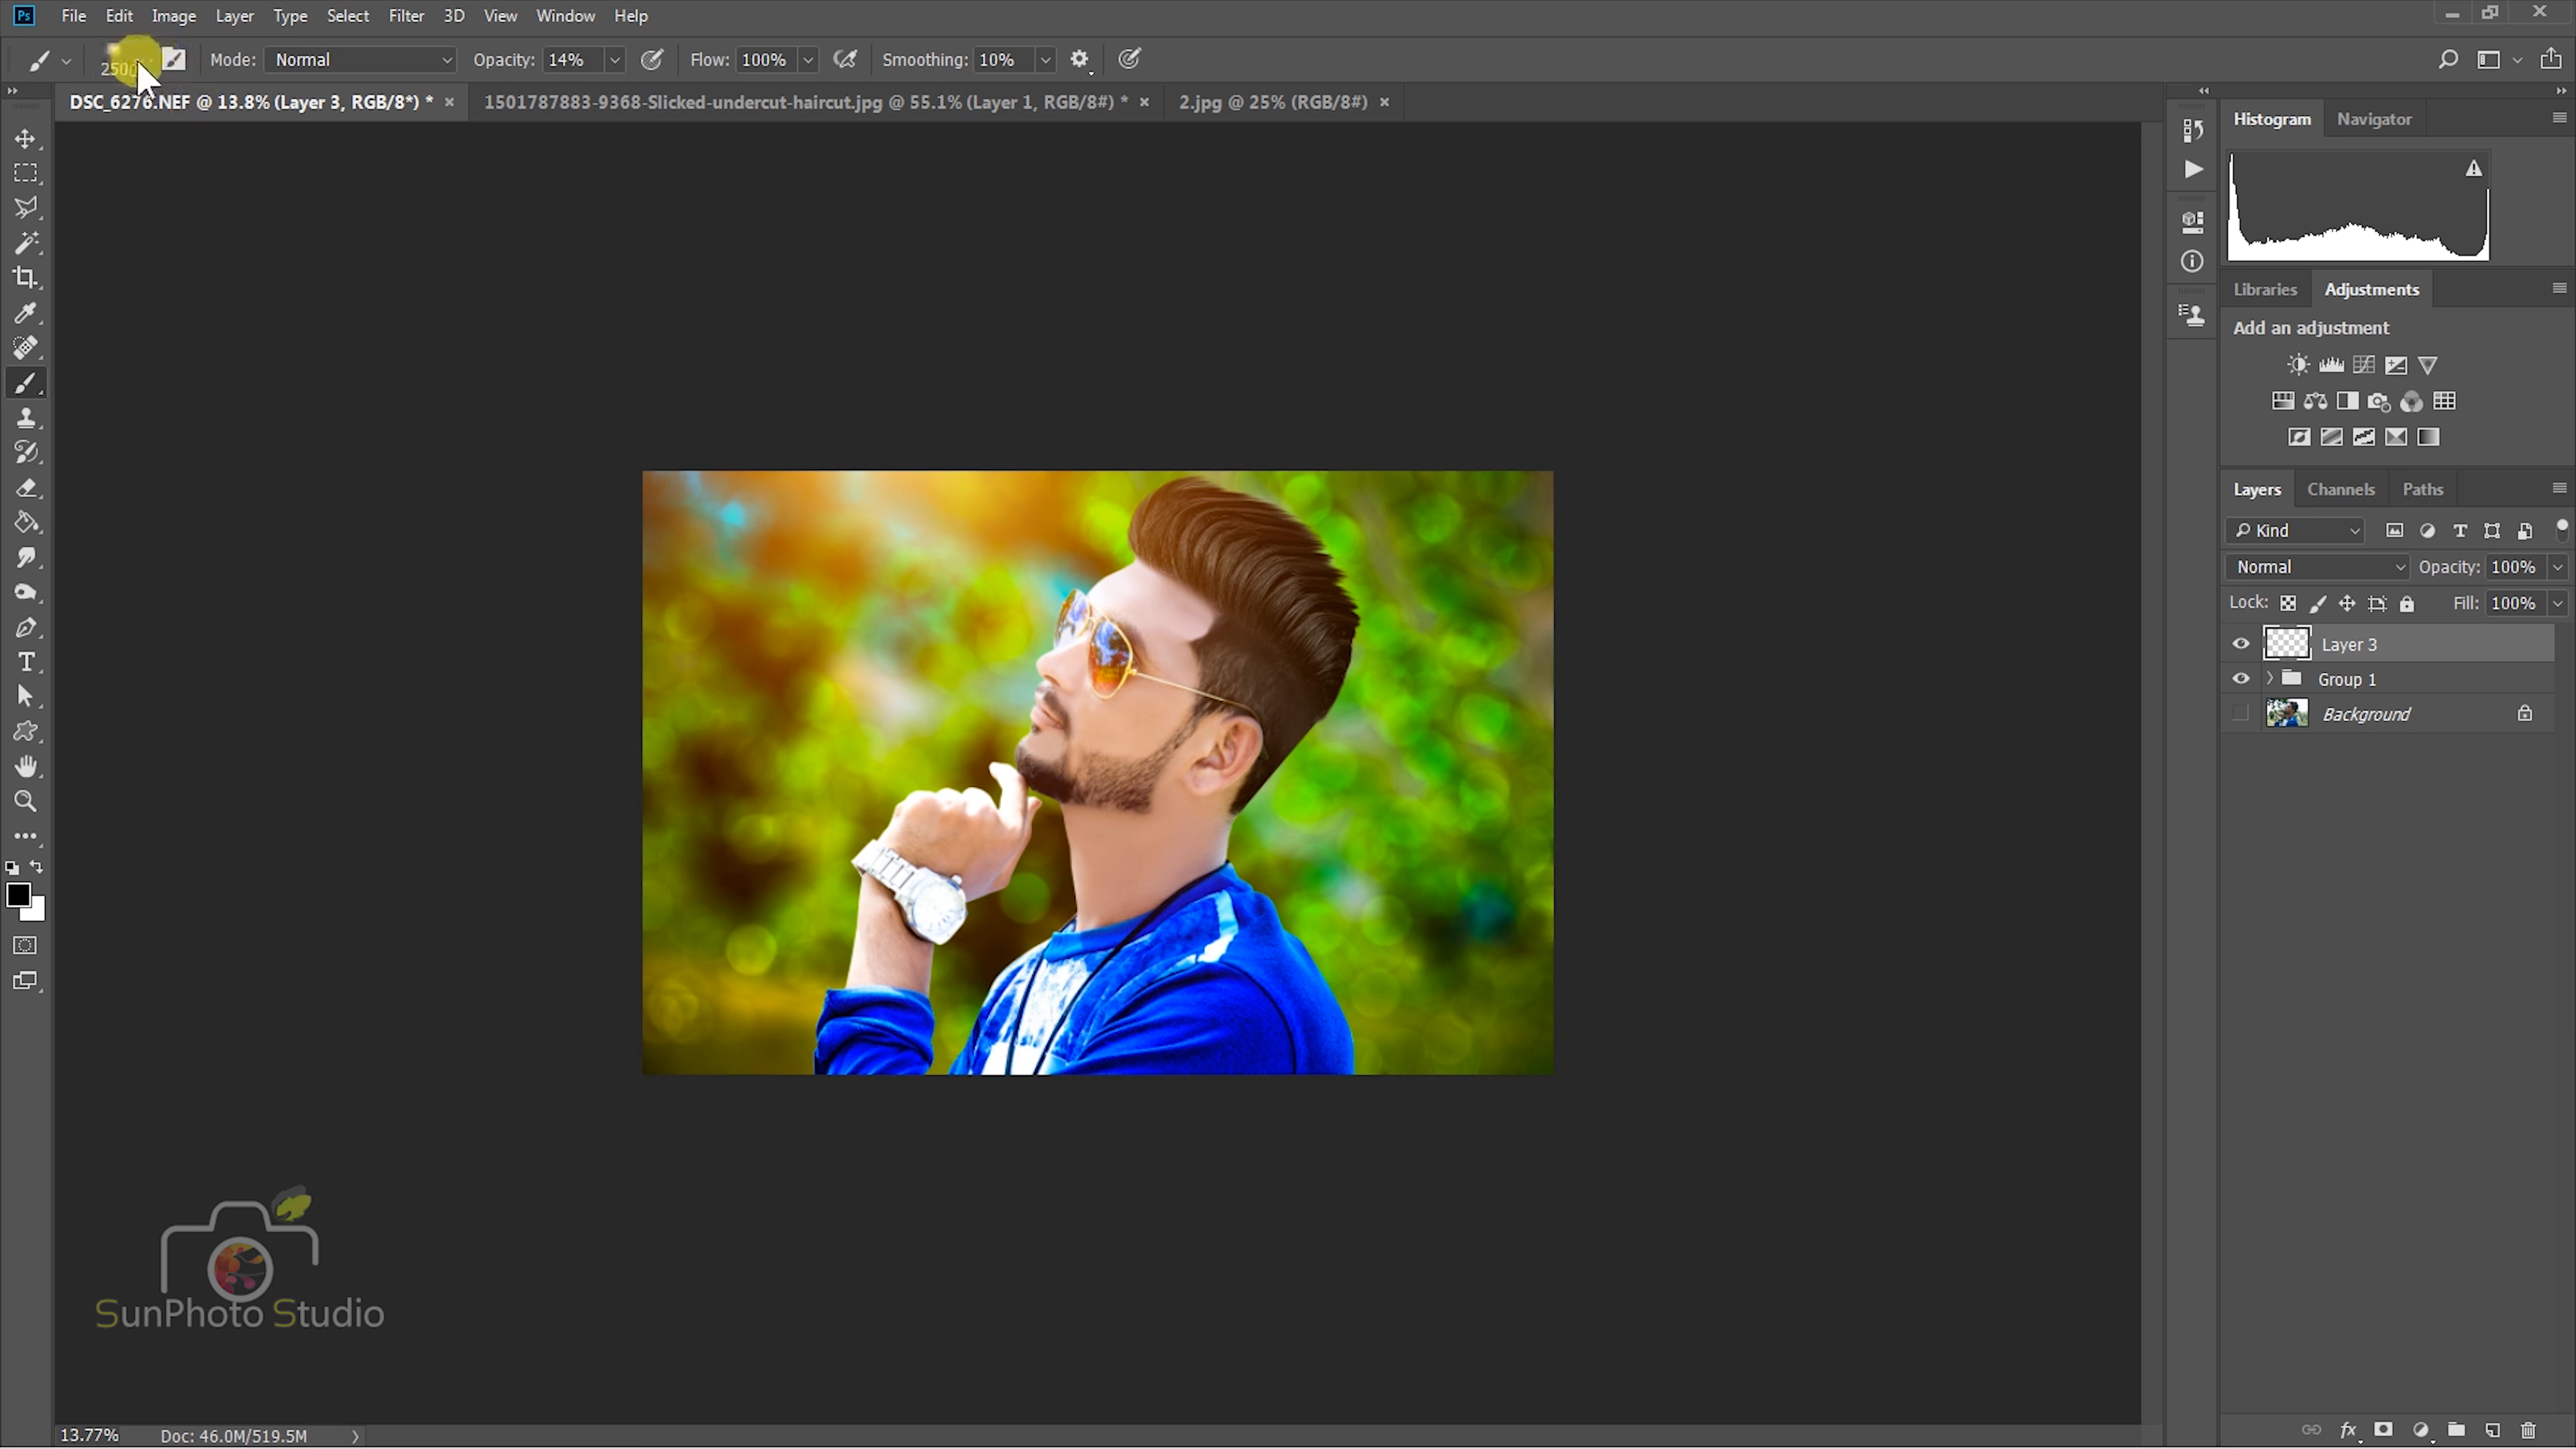 Ps File Edit Image Layer Type Select Filter 3D View Window Help
Mode: Normal Opacity: 14% Flow: 100% Smoothing: 10%
DSC_6276.NEF @ 13.8% (Layer 3, RGB/8*) * × 1501787883-9368-Slicked-undercut-haircut.jpg @ 55.1% (Layer 1, RGB/8#) * × 2.jpg @ 25% (RGB/8#) ×
Histogram Navigator
Libraries Adjustments
Add an adjustment
Layers Channels Paths
Kind
Normal Opacity: 100%
Lock: Fill: 100%
Layer 3
Group 1
Background
SunPhoto Studio
13.77% Doc: 46.0M/519.5M